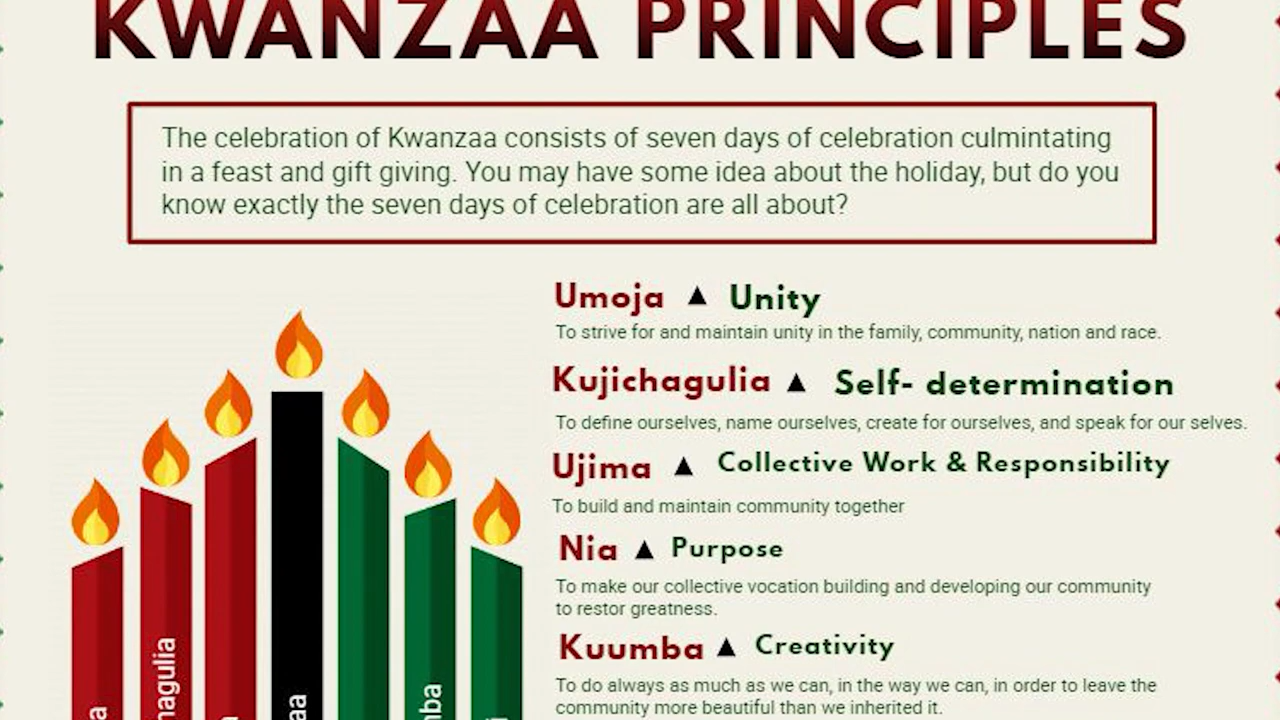 KWANZAA PRINCIPLES
The celebration of Kwanzaa consists of seven days of celebration culmintating
in a feast and gift giving. You may have some idea about the holiday, but do you
know exactly the seven days of celebration are all about?
Umoja ▲ Unity
To strive for and maintain unity in the family, community, nation and race.
Kujichagulia ▲ Self- determination
To define ourselves, name ourselves, create for ourselves, and speak for our selves.
Ujima ▲ Collective Work & Responsibility
To build and maintain community together
Nia ▲ Purpose
To make our collective vocation building and developing our community
to restor greatness.
Kuumba ▲ Creativity
To do always as much as we can, in the way we can, in order to leave the
community more beautiful than we inherited it.
a
hagulia
a
aa
mba
i